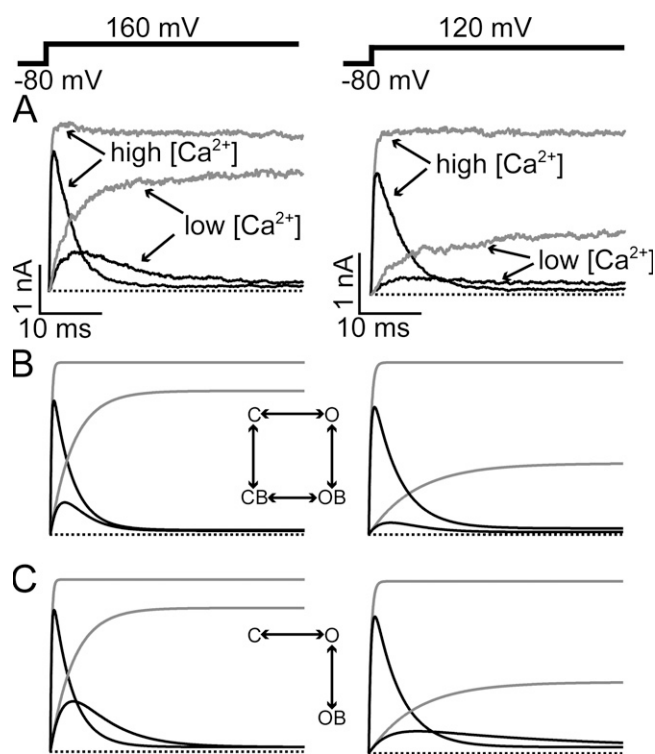 160 mV 120 mV
-80 mV -80 mV
A
high [Ca²⁺] high [Ca²⁺]
low [Ca²⁺] low [Ca²⁺]
1 nA 1 nA
10 ms 10 ms
B
C O
CB OB
C
C O
OB